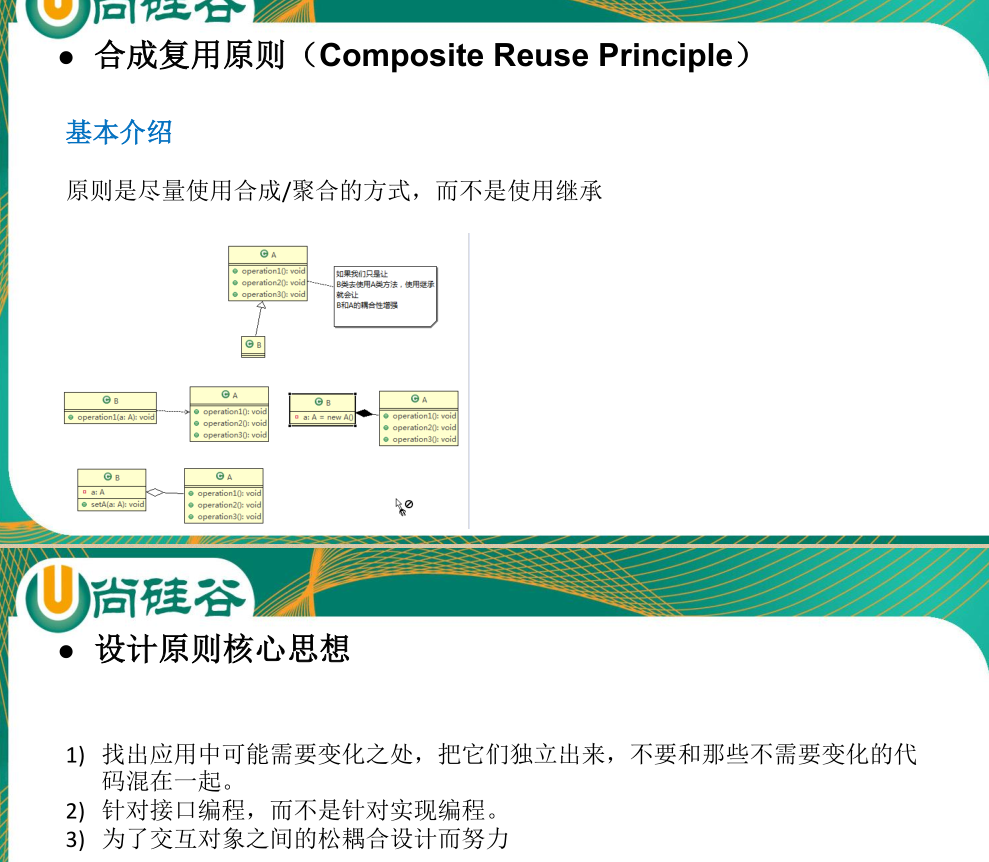 尚硅谷
合成复用原则（Composite Reuse Principle）
基本介绍
原则是尽量使用合成/聚合的方式，而不是使用继承
C A
operation1(): void
operation2(): void
operation3(): void
如果我们只是让
B类去使用A类方法，使用继承
就会让
B和A的耦合性增强
C B
C B
operation1(a: A): void
C A
operation1(): void
operation2(): void
operation3(): void
C B
a: A = new A()
C A
operation1(): void
operation2(): void
operation3(): void
C B
a: A
setA(a: A): void
C A
operation1(): void
operation2(): void
operation3(): void
U尚硅谷
设计原则核心思想
1) 找出应用中可能需要变化之处，把它们独立出来，不要和那些不需要变化的代
码混在一起。
2) 针对接口编程，而不是针对实现编程。
3) 为了交互对象之间的松耦合设计而努力